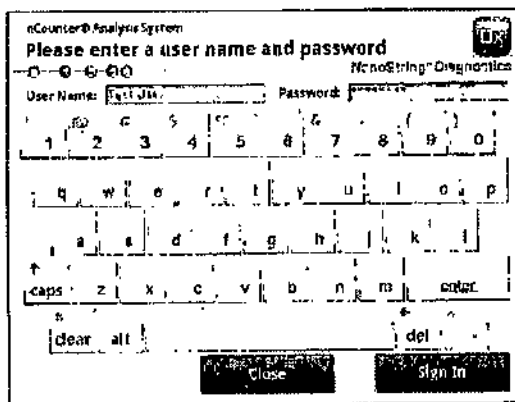 nCounter® Analysis System
Please enter a user name and password
Dx
NanoString® Diagnostics
User Name:
Password:
1 2 3 4 5 6 7 8 9 0
q w e r t y u i o p
a s d f g h j k l
caps z x c v b n m enter
clear alt del
Close Sign In